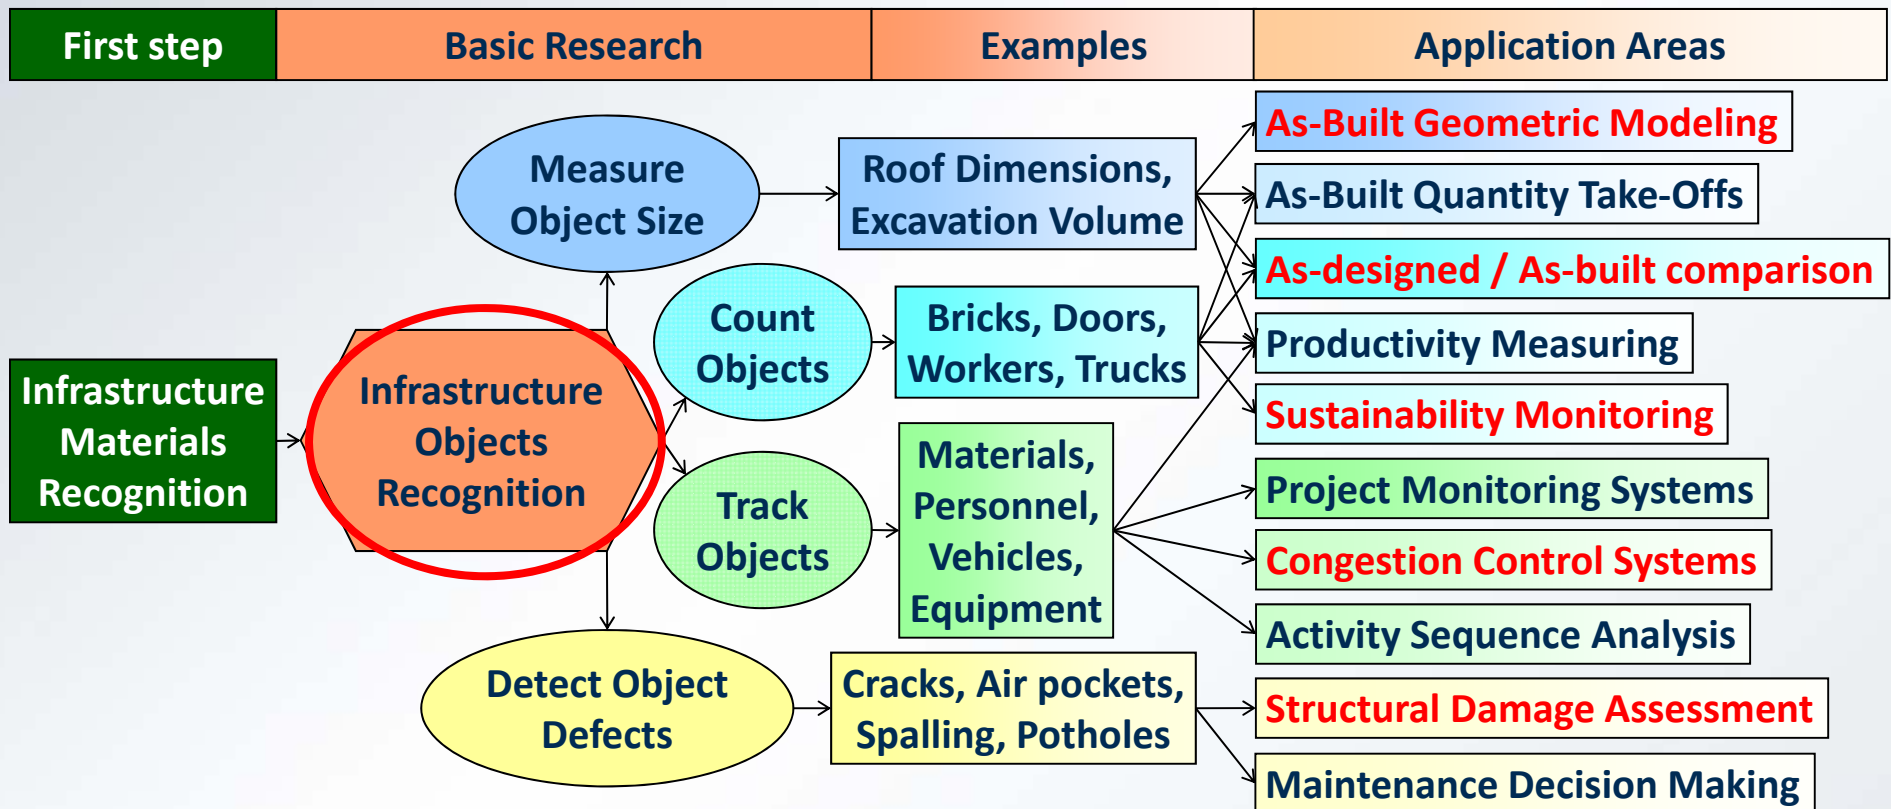 First step
Basic Research
Examples
Application Areas
Infrastructure
Materials
Recognition
Infrastructure
Objects
Recognition
Measure
Object Size
Count
Objects
Track
Objects
Detect Object
Defects
Roof Dimensions,
Excavation Volume
Bricks, Doors,
Workers, Trucks
Materials,
Personnel,
Vehicles,
Equipment
Cracks, Air pockets,
Spalling, Potholes
As-Built Geometric Modeling
As-Built Quantity Take-Offs
As-designed / As-built comparison
Productivity Measuring
Sustainability Monitoring
Project Monitoring Systems
Congestion Control Systems
Activity Sequence Analysis
Structural Damage Assessment
Maintenance Decision Making